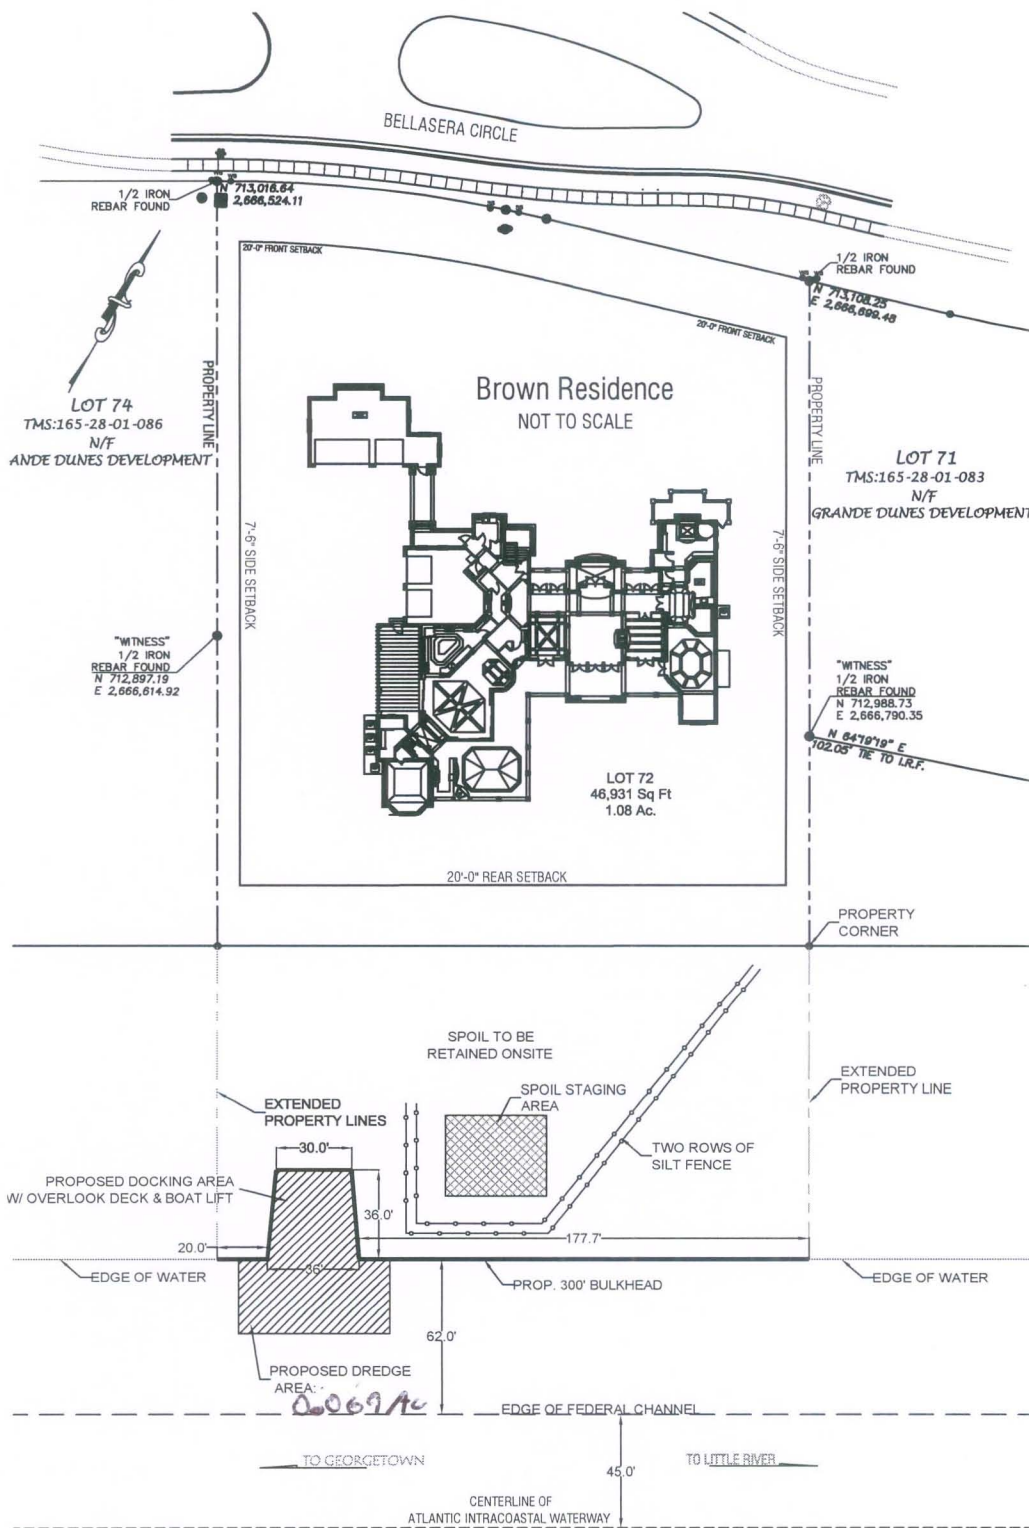 BELLASERA CIRCLE
1/2 IRON
REBAR FOUND
N 713,016.64
2,666,524.11
1/2 IRON
REBAR FOUND
N 713,108.25
E 2,666,699.48
20'-0" FRONT SETBACK
20'-0" FRONT SETBACK
Brown Residence
NOT TO SCALE
PROPERTY LINE
PROPERTY LINE
LOT 74
TMS:165-28-01-086
N/F
ANDE DUNES DEVELOPMENT
LOT 71
TMS:165-28-01-083
N/F
GRANDE DUNES DEVELOPMENT
7'-6" SIDE SETBACK
7'-6" SIDE SETBACK
"WITNESS"
1/2 IRON
REBAR FOUND
N 712,897.19
E 2,666,614.92
"WITNESS"
1/2 IRON
REBAR FOUND
N 712,988.73
E 2,666,790.35
N 64°19'19" E
102.05' TIE TO I.R.F.
LOT 72
46,931 Sq Ft
1.08 Ac.
20'-0" REAR SETBACK
PROPERTY
CORNER
SPOIL TO BE
RETAINED ONSITE
SPOIL STAGING
AREA
EXTENDED
PROPERTY LINE
EXTENDED
PROPERTY LINES
30.0'
TWO ROWS OF
SILT FENCE
PROPOSED DOCKING AREA
W/ OVERLOOK DECK & BOAT LIFT
36.0'
20.0'
177.7'
36'
EDGE OF WATER
PROP. 300' BULKHEAD
EDGE OF WATER
62.0'
PROPOSED DREDGE
AREA:
0.069 Ac
EDGE OF FEDERAL CHANNEL
TO GEORGETOWN
TO LITTLE RIVER
45.0'
CENTERLINE OF
ATLANTIC INTRACOASTAL WATERWAY